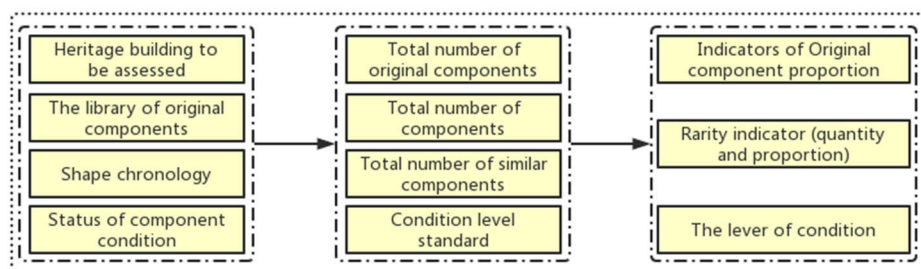 Heritage building to
be assessed
The library of original
components
Shape chronology
Status of component
condition
Total number of
original components
Total number of
components
Total number of similar
components
Condition level
standard
Indicators of Original
component proportion
Rarity indicator (quantity
and proportion)
The lever of condition